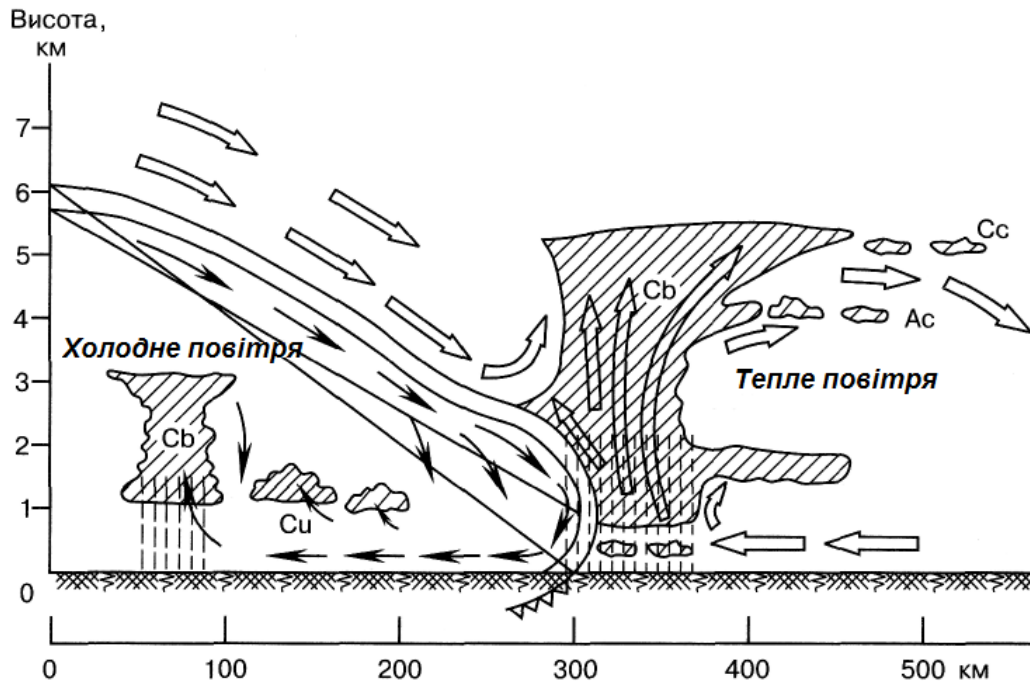 Висота,
км
7
6
5
4
3
2
1
0
Cc
Cb
Ac
Холодне повітря
Тепле повітря
Cb
Cu
0 100 200 300 400 500 км